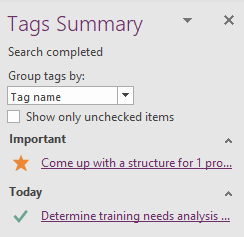 Tags Summary
Search completed
Group tags by:
Tag name
Show only unchecked items
Important
Come up with a structure for 1 pro...
Today
Determine training needs analysis ...